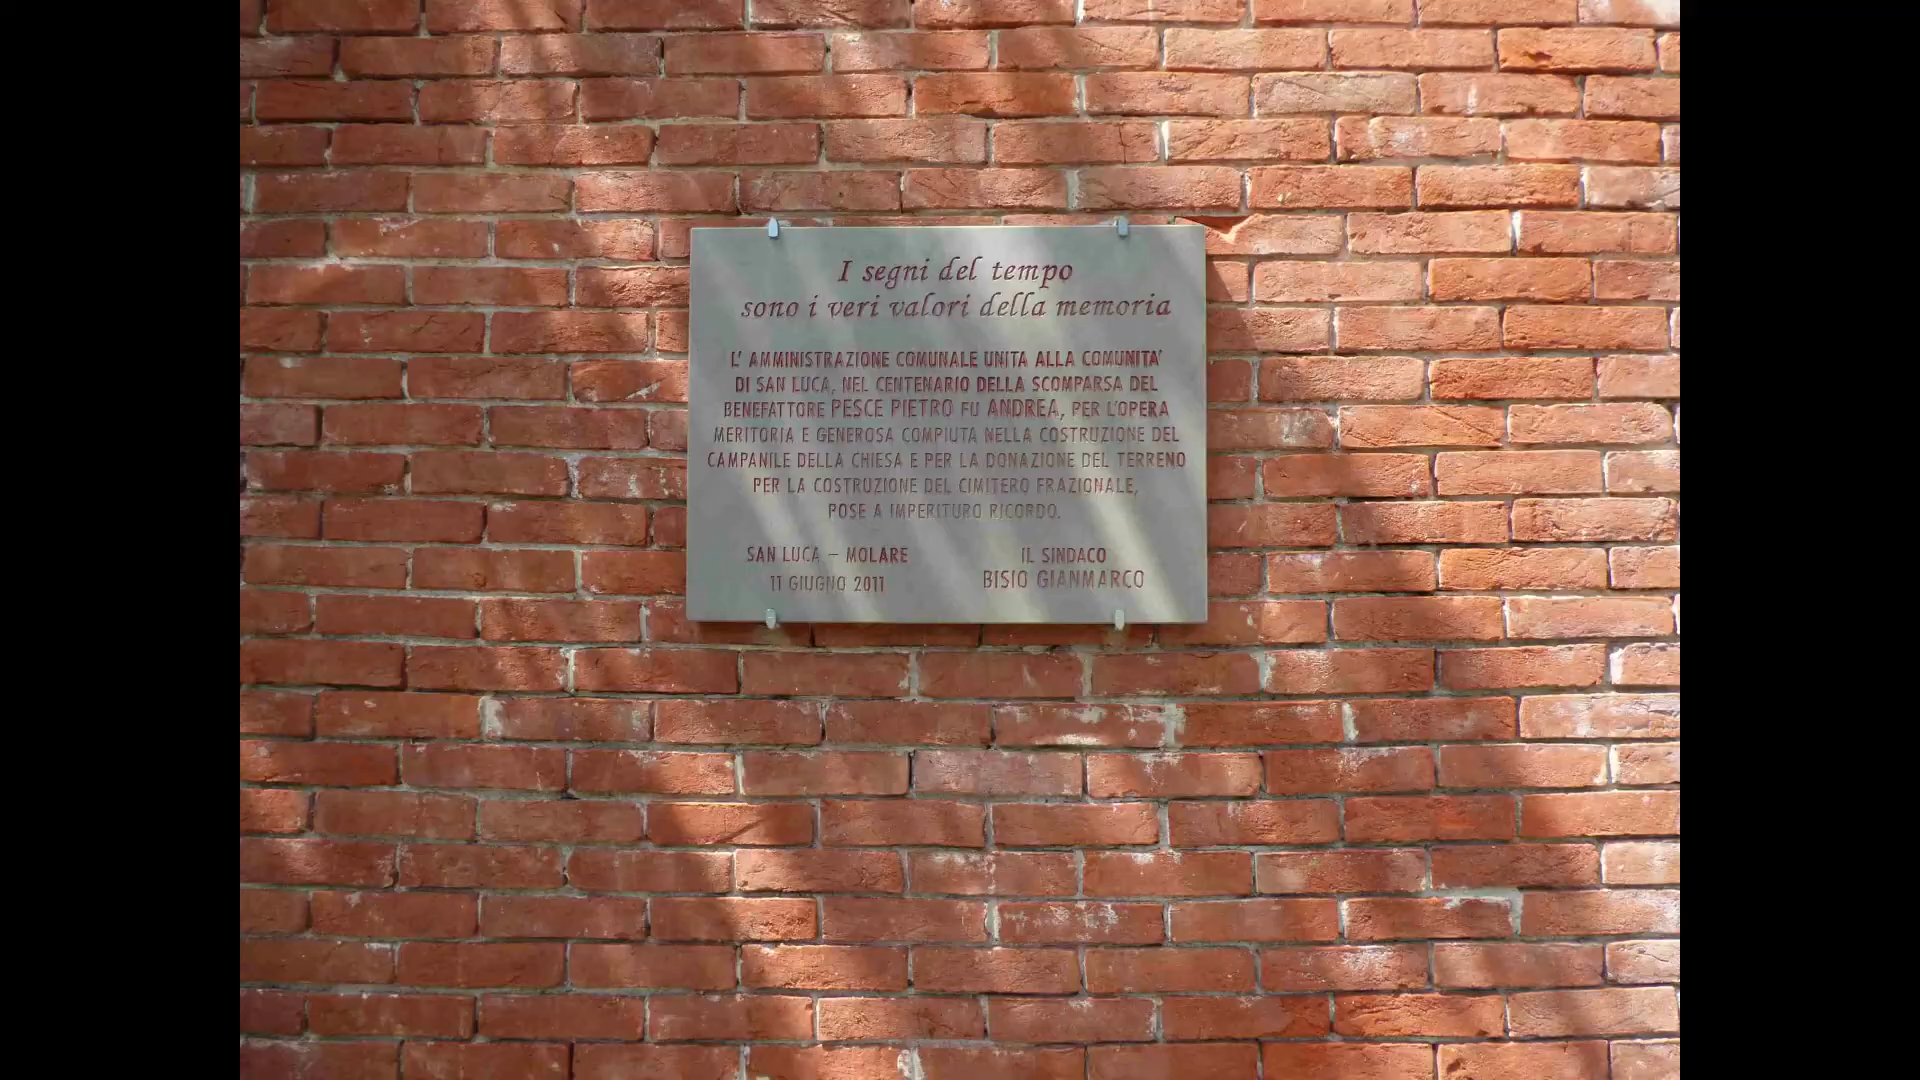 I segni del tempo
sono i veri valori della memoria
L' AMMINISTRAZIONE COMUNALE UNITA ALLA COMUNITA'
DI SAN LUCA, NEL CENTENARIO DELLA SCOMPARSA DEL
BENEFATTORE PESCE PIETRO FU ANDREA, PER L'OPERA
MERITORIA E GENEROSA COMPIUTA NELLA COSTRUZIONE DEL
CAMPANILE DELLA CHIESA E PER LA DONAZIONE DEL TERRENO
PER LA COSTRUZIONE DEL CIMITERO FRAZIONALE,
POSE A IMPERITURO RICORDO.
SAN LUCA – MOLARE
11 GIUGNO 2011
IL SINDACO
BISIO GIANMARCO